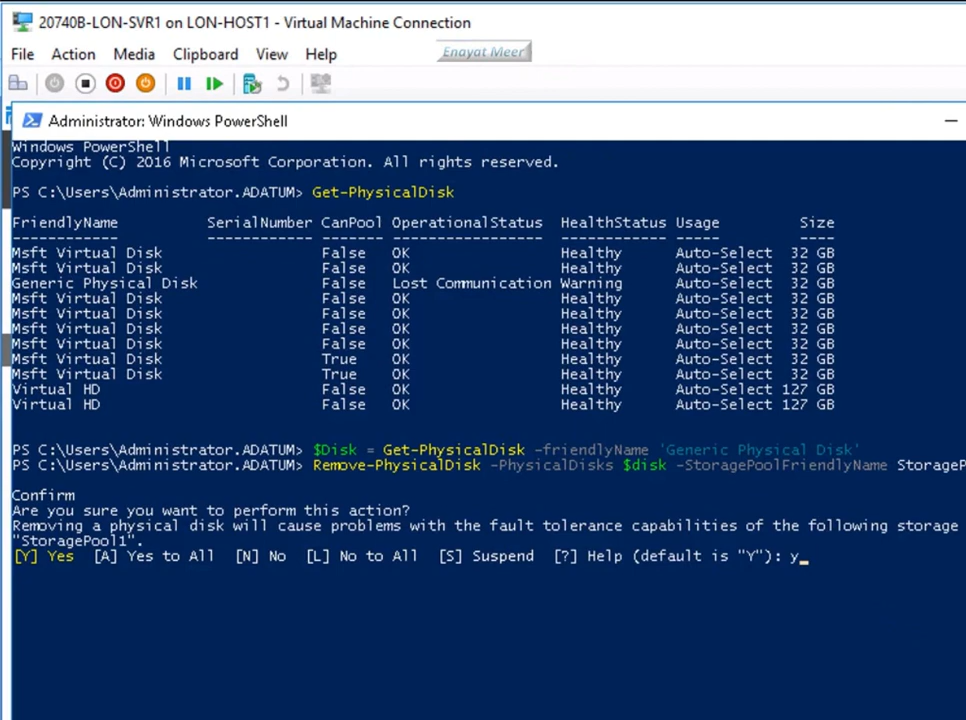 20740B-LON-SVR1 on LON-HOST1 - Virtual Machine Connection
File Action Media Clipboard View Help Enayat Meer
Administrator: Windows PowerShell
Windows PowerShell
Copyright (C) 2016 Microsoft Corporation. All rights reserved.
PS C:\Users\Administrator.ADATUM> Get-PhysicalDisk
FriendlyName SerialNumber CanPool OperationalStatus HealthStatus Usage Size
------------ ------------ ------- ----------------- ------------ ----- ----
Msft Virtual Disk False OK Healthy Auto-Select 32 GB
Msft Virtual Disk False OK Healthy Auto-Select 32 GB
Generic Physical Disk False Lost Communication Warning Auto-Select 32 GB
Msft Virtual Disk False OK Healthy Auto-Select 32 GB
Msft Virtual Disk False OK Healthy Auto-Select 32 GB
Msft Virtual Disk False OK Healthy Auto-Select 32 GB
Msft Virtual Disk False OK Healthy Auto-Select 32 GB
Msft Virtual Disk True OK Healthy Auto-Select 32 GB
Msft Virtual Disk True OK Healthy Auto-Select 32 GB
Virtual HD False OK Healthy Auto-Select 127 GB
Virtual HD False OK Healthy Auto-Select 127 GB
PS C:\Users\Administrator.ADATUM> $Disk = Get-PhysicalDisk -friendlyName 'Generic Physical Disk'
PS C:\Users\Administrator.ADATUM> Remove-PhysicalDisk -PhysicalDisks $disk -StoragePoolFriendlyName StorageP
Confirm
Are you sure you want to perform this action?
Removing a physical disk will cause problems with the fault tolerance capabilities of the following storage
"StoragePool1".
[Y] Yes [A] Yes to All [N] No [L] No to All [S] Suspend [?] Help (default is "Y"): y_